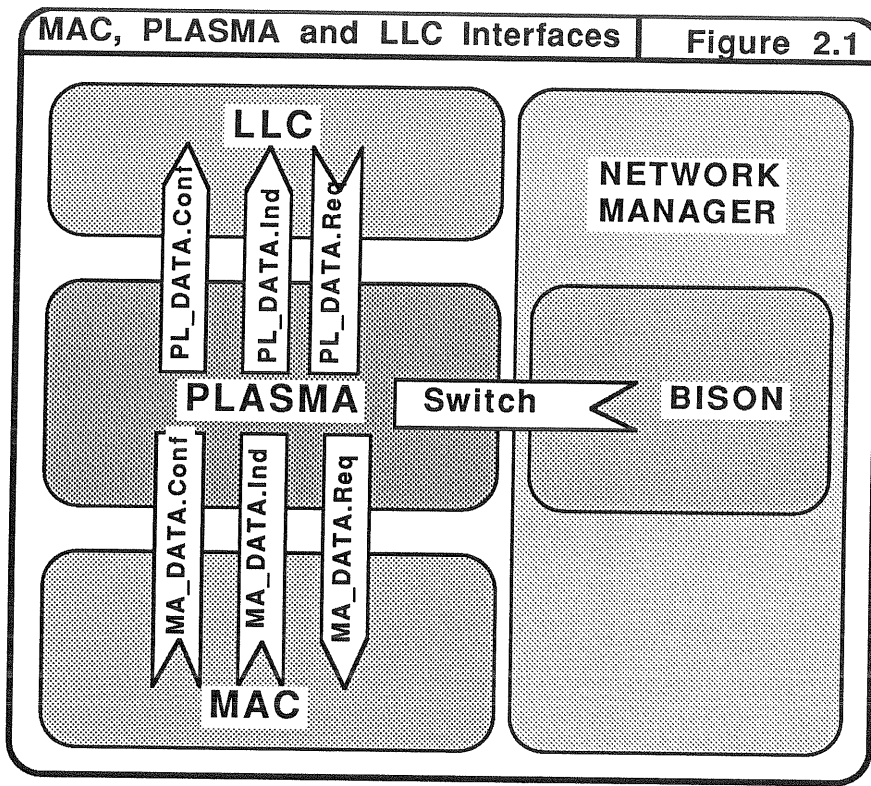 MAC, PLASMA and LLC Interfaces
Figure 2.1
LLC
PL_DATA.Conf
PL_DATA.Ind
PL_DATA.Req
NETWORK
MANAGER
PLASMA
Switch
BISON
MA_DATA.Conf
MA_DATA.Ind
MA_DATA.Req
MAC